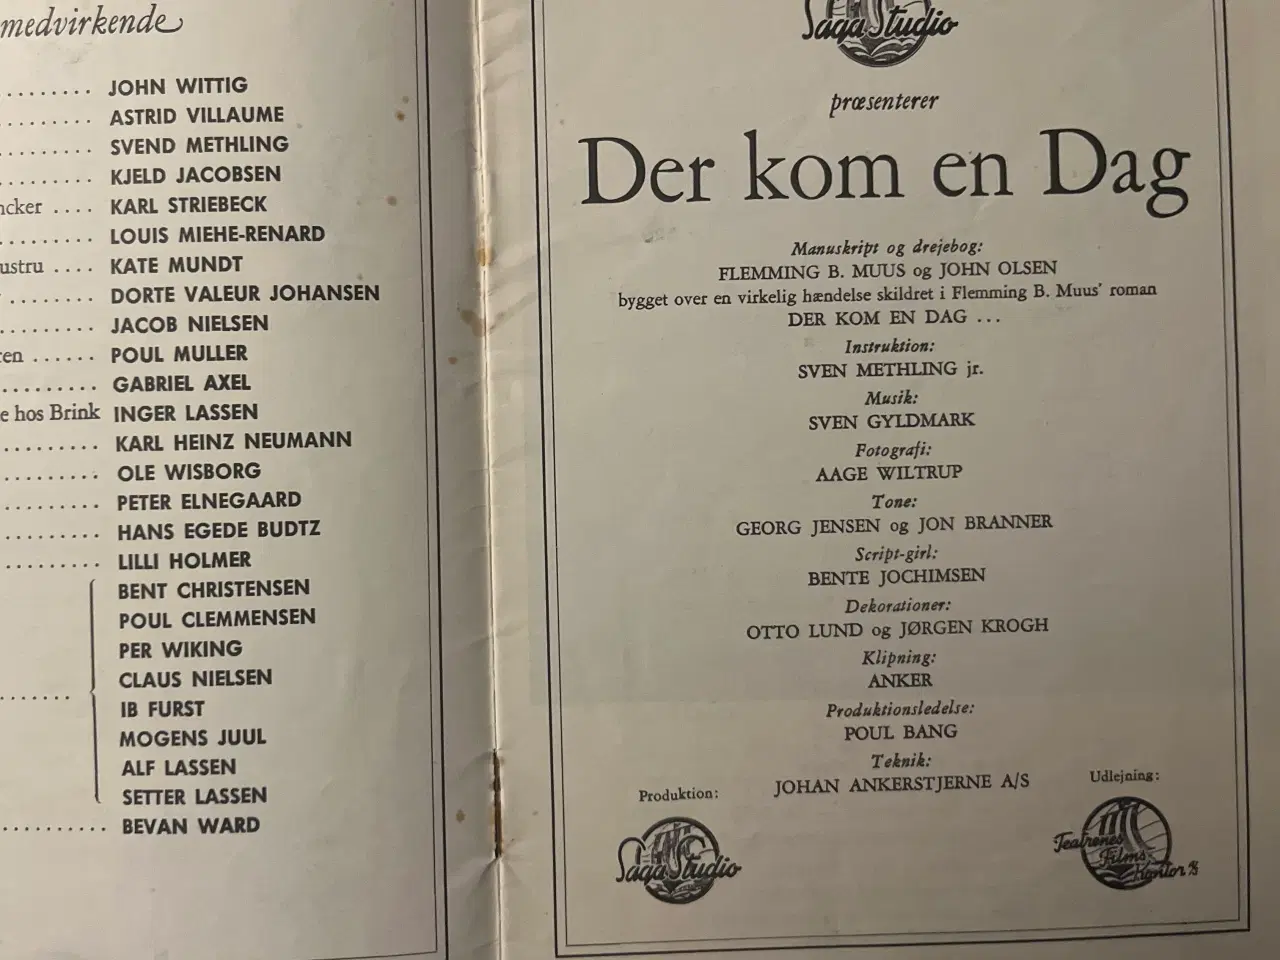 medvirkende
........ JOHN WITTIG
......... ASTRID VILLAUME
......... SVEND METHLING
......... KJELD JACOBSEN
.... KARL STRIEBECK
......... LOUIS MIEHE-RENARD
.... KATE MUNDT
........ DORTE VALEUR JOHANSEN
......... JACOB NIELSEN
...... POUL MULLER
......... GABRIEL AXEL
hos Brink INGER LASSEN
......... KARL HEINZ NEUMANN
......... OLE WISBORG
......... PETER ELNEGAARD
......... HANS EGEDE BUDTZ
......... LILLI HOLMER
BENT CHRISTENSEN
POUL CLEMMENSEN
PER WIKING
CLAUS NIELSEN
IB FURST
MOGENS JUUL
ALF LASSEN
SETTER LASSEN
.......... BEVAN WARD
Saga Studio
præsenterer
Der kom en Dag
Manuskript og drejebog:
FLEMMING B. MUUS og JOHN OLSEN
bygget over en virkelig hændelse skildret i Flemming B. Muus' roman
DER KOM EN DAG ...
Instruktion:
SVEN METHLING jr.
Musik:
SVEN GYLDMARK
Fotografi:
AAGE WILTRUP
Tone:
GEORG JENSEN og JON BRANNER
Script-girl:
BENTE JOCHIMSEN
Dekorationer:
OTTO LUND og JØRGEN KROGH
Klipning:
ANKER
Produktionsledelse:
POUL BANG
Teknik:
JOHAN ANKERSTJERNE A/S
Produktion:
Saga Studio
Udlejning:
Teatrenes
Films-
Kontor A/S